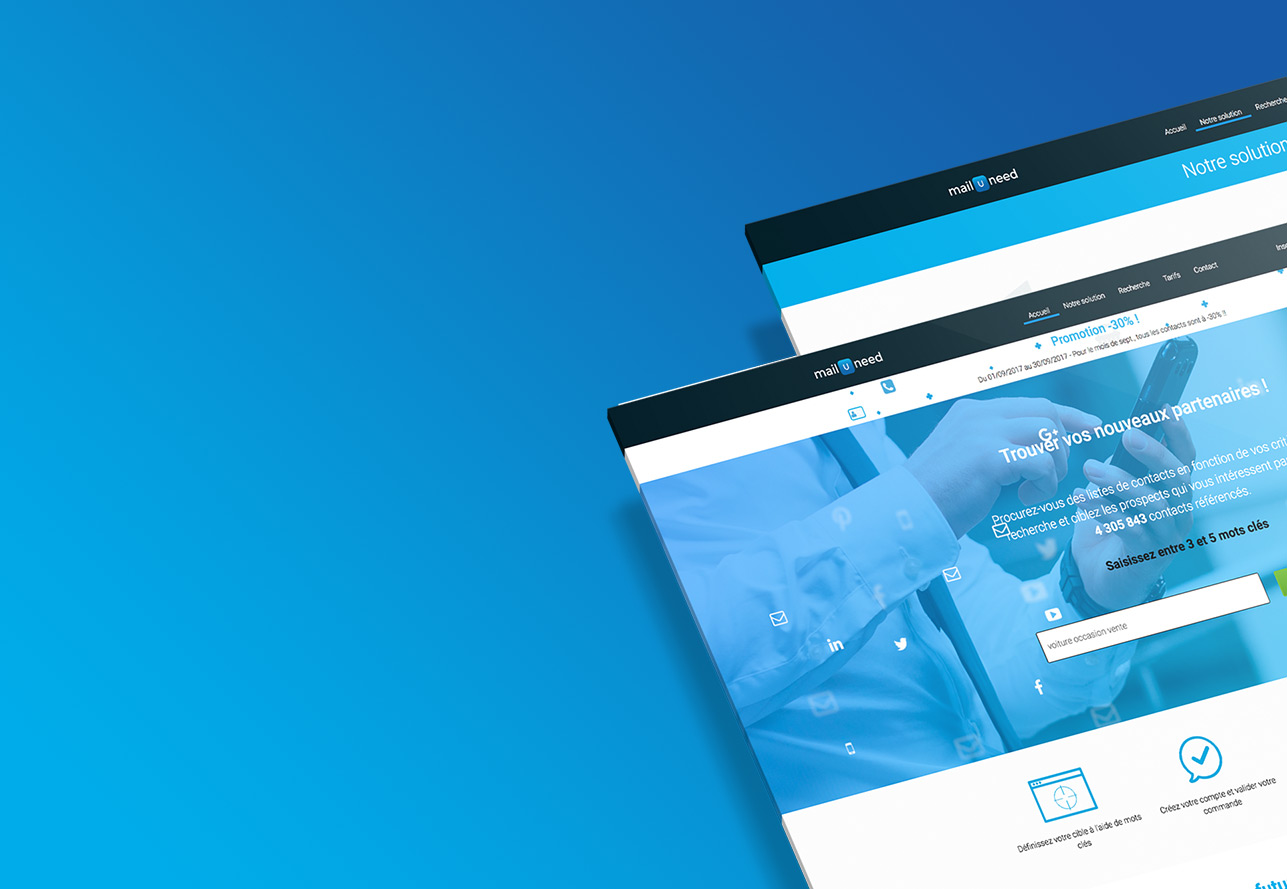 Accueil Notre solution Recherche
mail U need
Notre solution
Accueil Notre solution Recherche Tarifs Contact
mail U need
Promotion -30% !
Du 01/09/2017 au 30/09/2017 - Pour le mois de sept., tous les contacts sont à -30% !!
G+
Trouver vos nouveaux partenaires !
Procurez-vous des listes de contacts en fonction de vos
recherche et ciblez les prospects qui vous intéressent
4 305 843 contacts référencés.
Saisissez entre 3 et 5 mots clés
voiture occasion vente
in
f
Définissez votre cible à l'aide de mots
clés
Créez votre compte et valider votre
commande